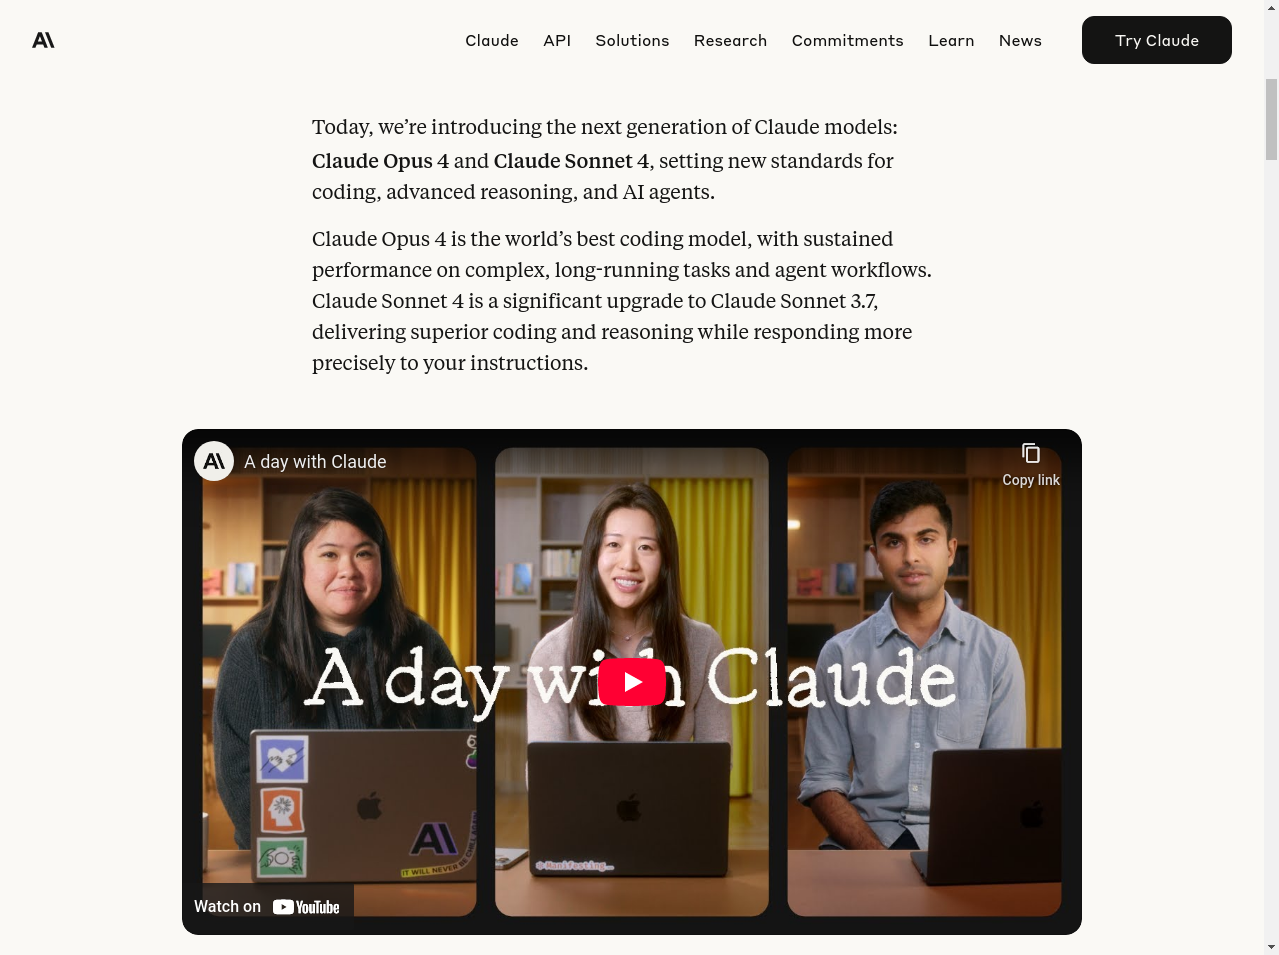 Claude API Solutions Research Commitments Learn News Try Claude
Today, we’re introducing the next generation of Claude models:
Claude Opus 4 and Claude Sonnet 4, setting new standards for
coding, advanced reasoning, and AI agents.
Claude Opus 4 is the world’s best coding model, with sustained
performance on complex, long-running tasks and agent workflows.
Claude Sonnet 4 is a significant upgrade to Claude Sonnet 3.7,
delivering superior coding and reasoning while responding more
precisely to your instructions.
A day with Claude
Copy link
A day with Claude
IT WILL NEVER BE ONCE AGAIN
Manifesting...
Watch on YouTube